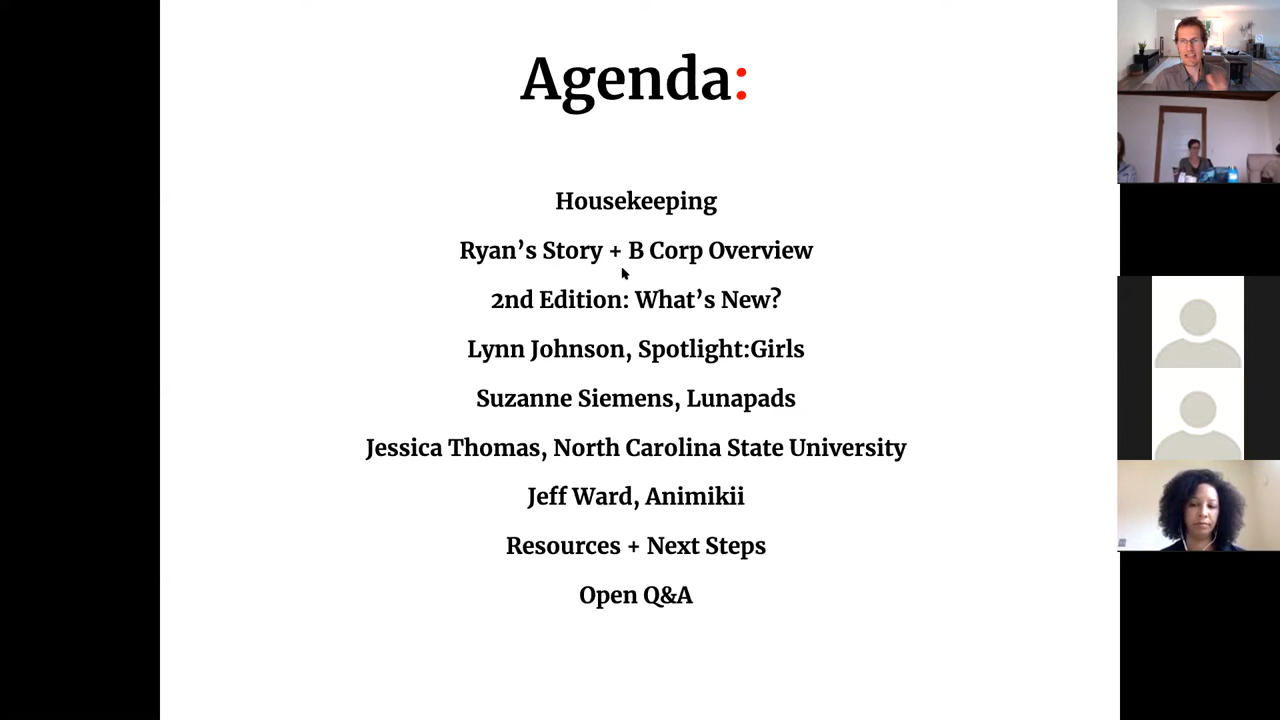 Agenda:
Housekeeping
Ryan’s Story + B Corp Overview
2nd Edition: What’s New?
Lynn Johnson, Spotlight:Girls
Suzanne Siemens, Lunapads
Jessica Thomas, North Carolina State University
Jeff Ward, Animikii
Resources + Next Steps
Open Q&A